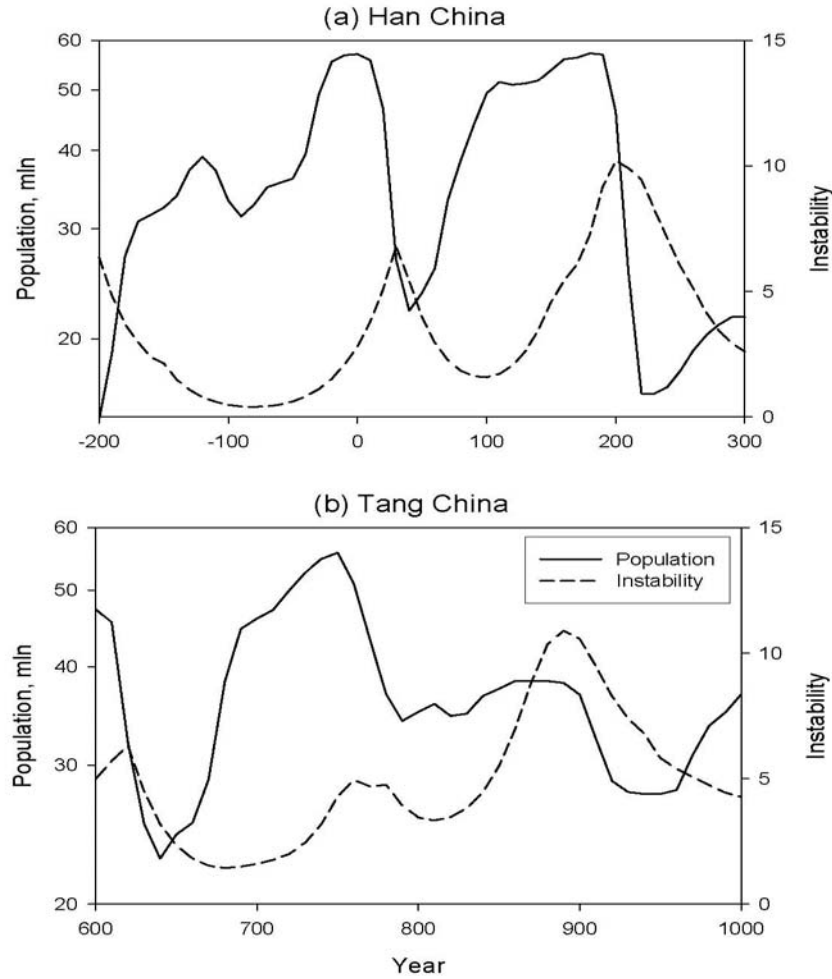 (a) Han China
60
50
40
30
20
Population, mln
15
10
5
0
Instability
-200 -100 0 100 200 300
(b) Tang China
60
50
40
30
20
Population, mln
Population
Instability
15
10
5
0
Instability
600 700 800 900 1000
Year